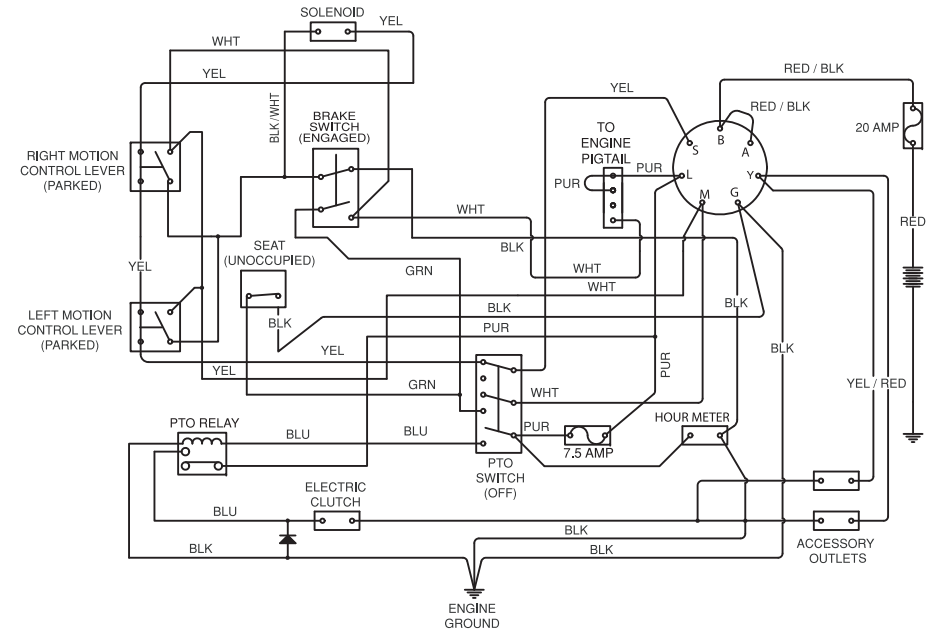 SOLENOID
YEL
WHT
YEL
RED / BLK
YEL
RED / BLK
BLK /WHT
BRAKE
SWITCH
(ENGAGED)
TO
ENGINE
PIGTAIL
20 AMP
B
S
A
RIGHT MOTION
CONTROL LEVER
(PARKED)
PUR
PUR
L
Y
M
G
WHT
RED
SEAT
(UNOCCUPIED)
BLK
GRN
WHT
YEL
WHT
BLK
BLK
LEFT MOTION
CONTROL LEVER
(PARKED)
BLK
PUR
YEL
BLK
YEL
PUR
GRN
WHT
YEL / RED
PTO RELAY
BLU
BLU
PUR
HOUR METER
7.5 AMP
PTO
SWITCH
(OFF)
ELECTRIC
CLUTCH
BLU
BLK
BLK
BLK
ACCESSORY
OUTLETS
ENGINE
GROUND